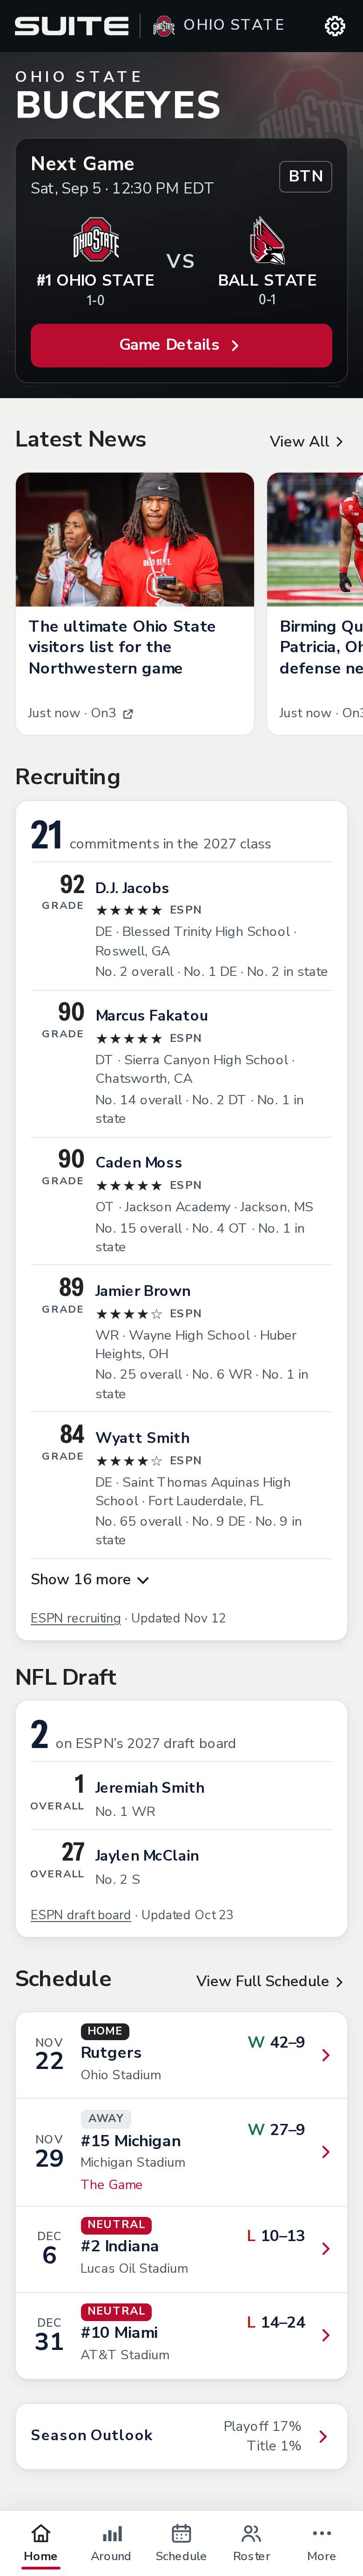 SUITE
OHIO STATE
OHIO STATE
BUCKEYES
Next Game
Sat, Sep 5 · 12:30 PM EDT
BTN
OHIO STATE
VS
#1 OHIO STATE
BALL STATE
1-0
0-1
Game Details
Latest News
View All
The ultimate Ohio State
visitors list for the
Northwestern game
Just now · On3
Birming Qu
Patricia, Oh
defense ne
Just now · On3
Recruiting
21 commitments in the 2027 class
92
GRADE
D.J. Jacobs
★★★★★ ESPN
DE · Blessed Trinity High School ·
Roswell, GA
No. 2 overall · No. 1 DE · No. 2 in state
90
GRADE
Marcus Fakatou
★★★★★ ESPN
DT · Sierra Canyon High School ·
Chatsworth, CA
No. 14 overall · No. 2 DT · No. 1 in
state
90
GRADE
Caden Moss
★★★★★ ESPN
OT · Jackson Academy · Jackson, MS
No. 15 overall · No. 4 OT · No. 1 in
state
89
GRADE
Jamier Brown
★★★★☆ ESPN
WR · Wayne High School · Huber
Heights, OH
No. 25 overall · No. 6 WR · No. 1 in
state
84
GRADE
Wyatt Smith
★★★★☆ ESPN
DE · Saint Thomas Aquinas High
School · Fort Lauderdale, FL
No. 65 overall · No. 9 DE · No. 9 in
state
Show 16 more
ESPN recruiting · Updated Nov 12
NFL Draft
2 on ESPN's 2027 draft board
1
OVERALL
Jeremiah Smith
No. 1 WR
27
OVERALL
Jaylen McClain
No. 2 S
ESPN draft board · Updated Oct 23
Schedule
View Full Schedule
NOV
22
HOME
Rutgers
Ohio Stadium
W 42–9
NOV
29
AWAY
#15 Michigan
Michigan Stadium
The Game
W 27–9
DEC
6
NEUTRAL
#2 Indiana
Lucas Oil Stadium
L 10–13
DEC
31
NEUTRAL
#10 Miami
AT&T Stadium
L 14–24
Season Outlook
Playoff 17%
Title 1%
Home
Around
Schedule
Roster
More